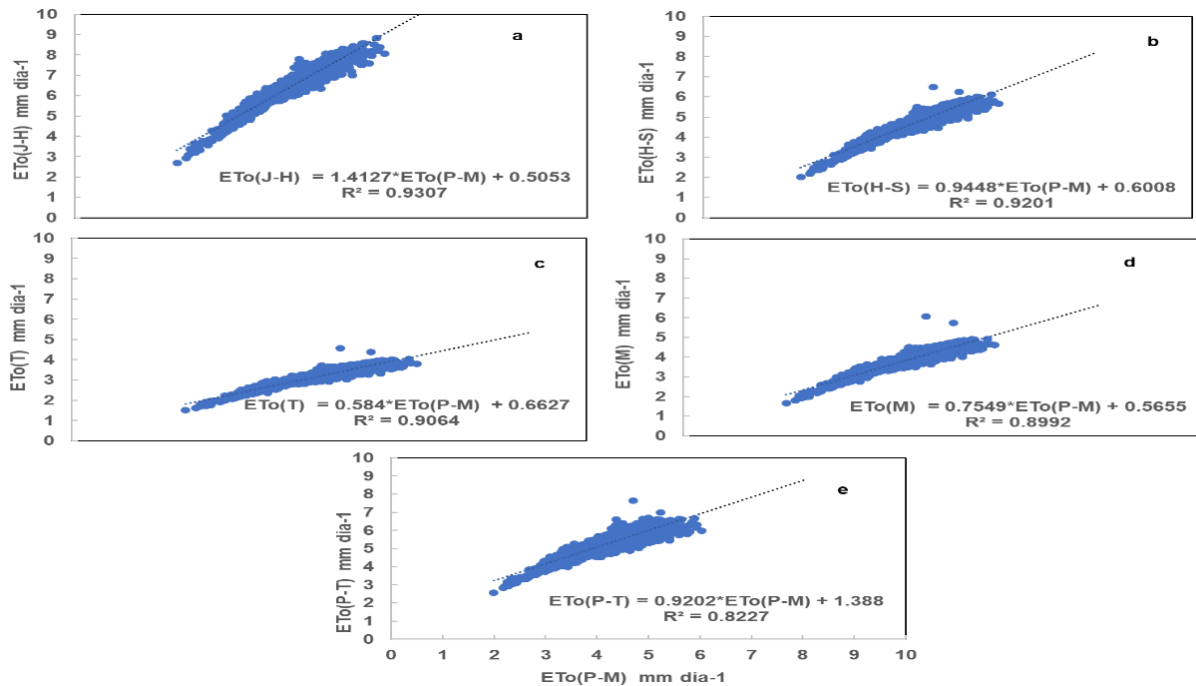 10
9
8
7
6
5
4
3
2
1
0
ETo(J-H) mm dia-1
a
ETo(J-H) = 1.4127*ETo(P-M) + 0.5053
R² = 0.9307
10
9
8
7
6
5
4
3
2
1
0
ETo(H-S) mm dia-1
b
ETo(H-S) = 0.9448*ETo(P-M) + 0.6008
R² = 0.9201
10
9
8
7
6
5
4
3
2
1
0
ETo(T) mm dia-1
c
ETo(T) = 0.584*ETo(P-M) + 0.6627
R² = 0.9064
10
9
8
7
6
5
4
3
2
1
0
ETo(M) mm dia-1
d
ETo(M) = 0.7549*ETo(P-M) + 0.5655
R² = 0.8992
10
9
8
7
6
5
4
3
2
1
0
ETo(P-T) mm dia-1
e
ETo(P-T) = 0.9202*ETo(P-M) + 1.388
R² = 0.8227
0 1 2 3 4 5 6 7 8 9 10
ETo(P-M) mm dia-1